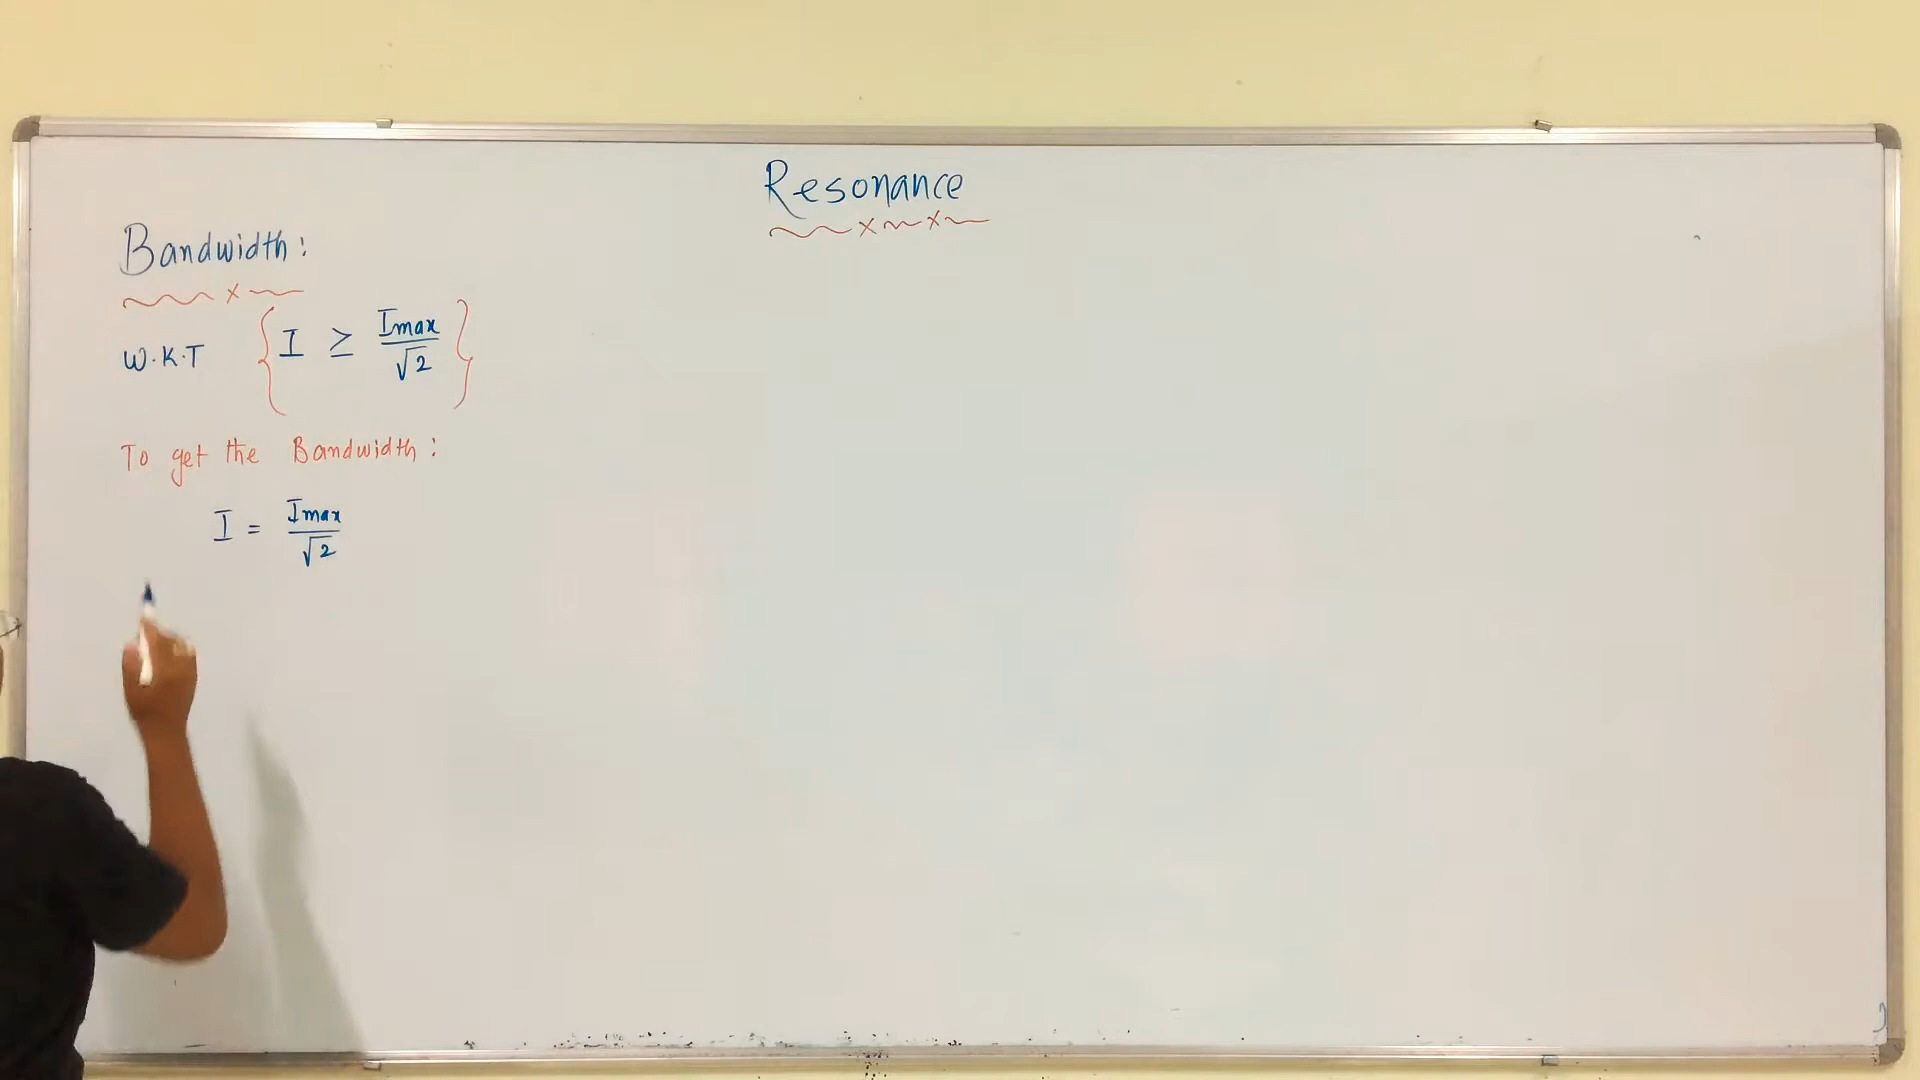 Resonance
Bandwidth:
W.K.T { I ≥ Imax/√2 }
To get the Bandwidth:
I = Imax/√2